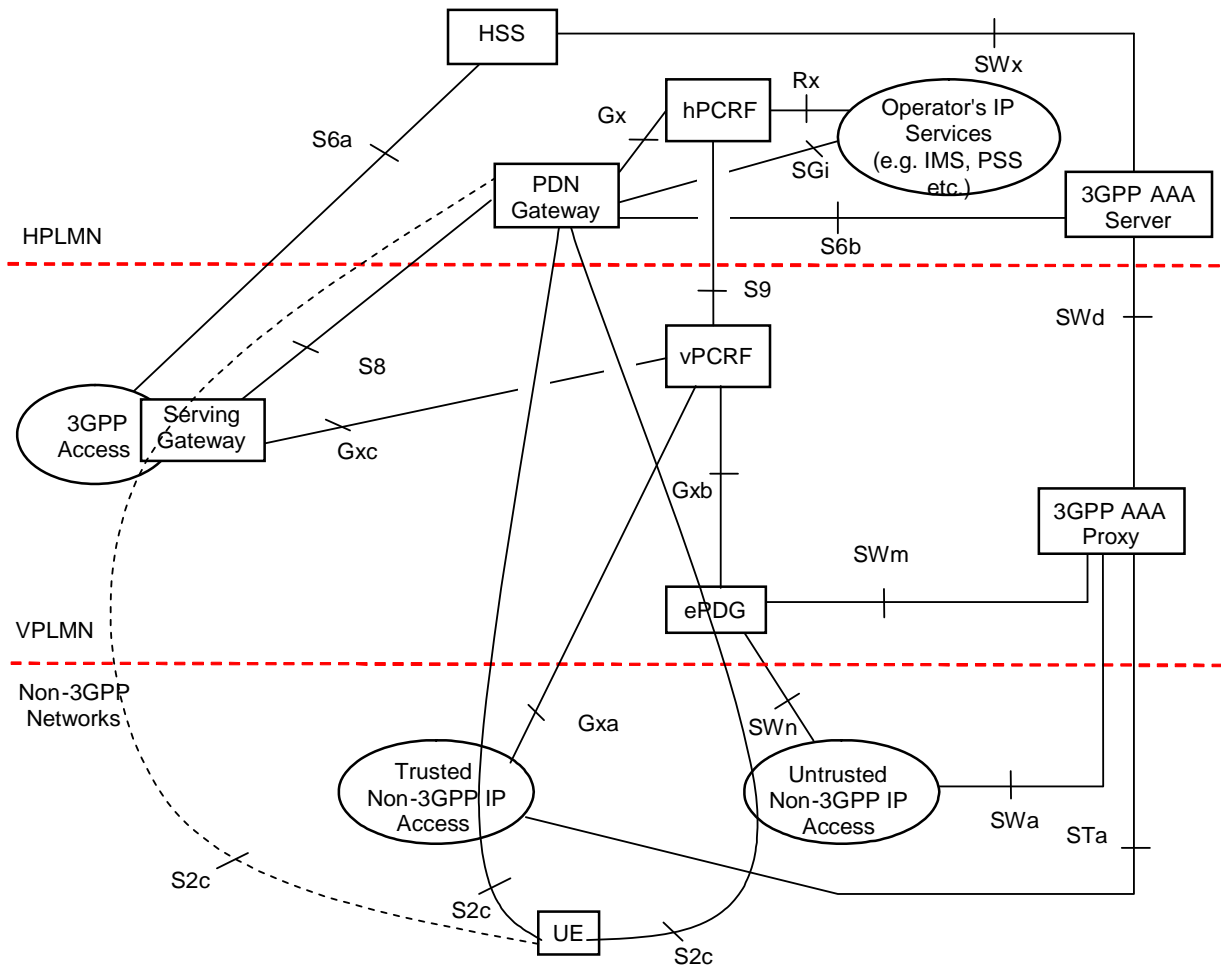 HSS
SWx
Rx
Gx
hPCRF
Operator's IP
Services
(e.g. IMS, PSS
etc.)
S6a
SGi
PDN
Gateway
3GPP AAA
Server
HPLMN
S6b
S9
SWd
vPCRF
S8
3GPP
Access
Serving
Gateway
Gxc
Gxb
3GPP AAA
Proxy
SWm
ePDG
VPLMN
Non-3GPP
Networks
Gxa
SWn
Trusted
Non-3GPP IP
Access
Untrusted
Non-3GPP IP
Access
SWa
STa
S2c
S2c
UE
S2c